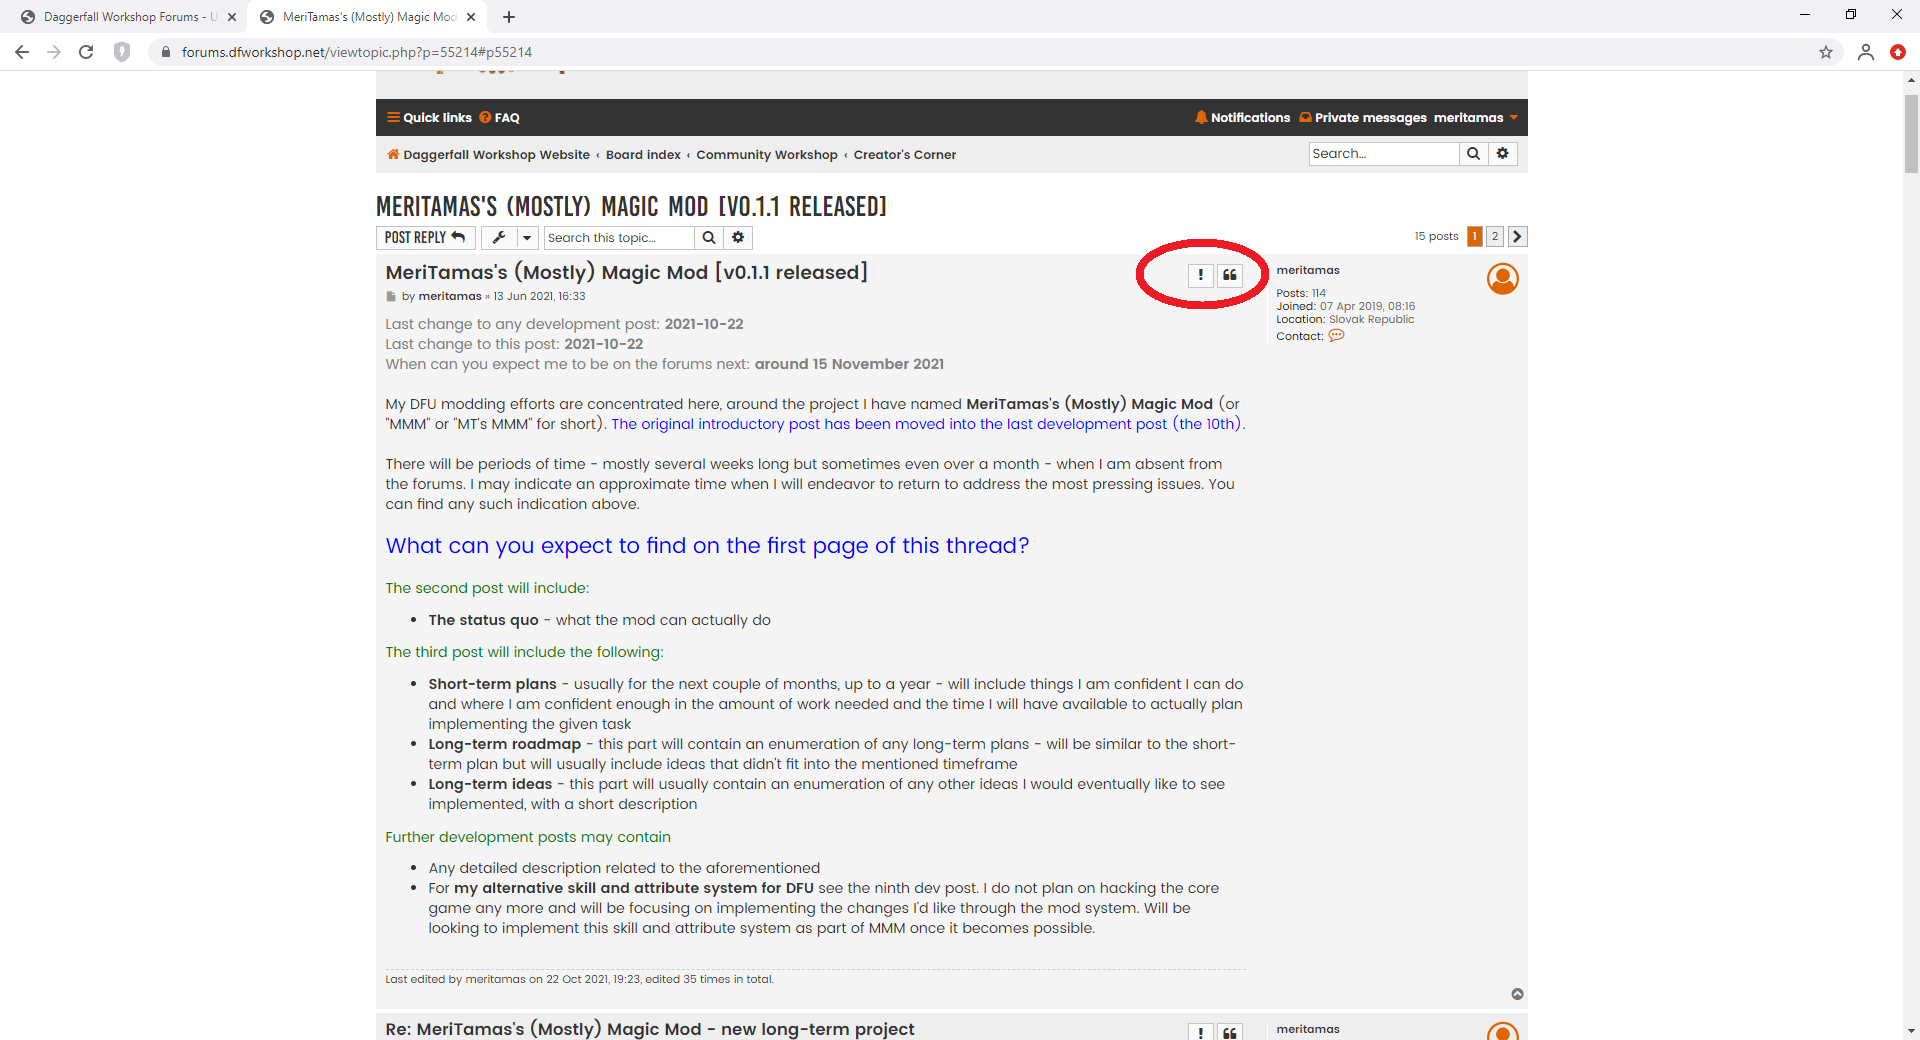 Daggerfall Workshop Forums - U
MeriTamas's (Mostly) Magic Mod
forums.dfworkshop.net/viewtopic.php?p=55214#p55214
Quick links FAQ
Notifications Private messages meritamas
Daggerfall Workshop Website ‹ Board index ‹ Community Workshop ‹ Creator's Corner
Search…
MERITAMAS'S (MOSTLY) MAGIC MOD [V0.1.1 RELEASED]
POST REPLY
Search this topic…
15 posts 1 2
MeriTamas's (Mostly) Magic Mod [v0.1.1 released]
by meritamas » 13 Jun 2021, 16:33
meritamas
Posts: 114
Joined: 07 Apr 2019, 08:16
Location: Slovak Republic
Contact:
Last change to any development post: 2021-10-22
Last change to this post: 2021-10-22
When can you expect me to be on the forums next: around 15 November 2021
My DFU modding efforts are concentrated here, around the project I have named MeriTamas's (Mostly) Magic Mod (or
"MMM" or "MT's MMM" for short). The original introductory post has been moved into the last development post (the 10th).
There will be periods of time - mostly several weeks long but sometimes even over a month - when I am absent from
the forums. I may indicate an approximate time when I will endeavor to return to address the most pressing issues. You
can find any such indication above.
What can you expect to find on the first page of this thread?
The second post will include:
• The status quo - what the mod can actually do
The third post will include the following:
• Short-term plans - usually for the next couple of months, up to a year - will include things I am confident I can do
and where I am confident enough in the amount of work needed and the time I will have available to actually plan
implementing the given task
• Long-term roadmap - this part will contain an enumeration of any long-term plans - will be similar to the short-
term plan but will usually include ideas that didn't fit into the mentioned timeframe
• Long-term ideas - this part will usually contain an enumeration of any other ideas I would eventually like to see
implemented, with a short description
Further development posts may contain
• Any detailed description related to the aforementioned
• For my alternative skill and attribute system for DFU see the ninth dev post. I do not plan on hacking the core
game any more and will be focusing on implementing the changes I'd like through the mod system. Will be
looking to implement this skill and attribute system as part of MMM once it becomes possible.
Last edited by meritamas on 22 Oct 2021, 19:23, edited 35 times in total.
Re: MeriTamas's (Mostly) Magic Mod - new long-term project
meritamas